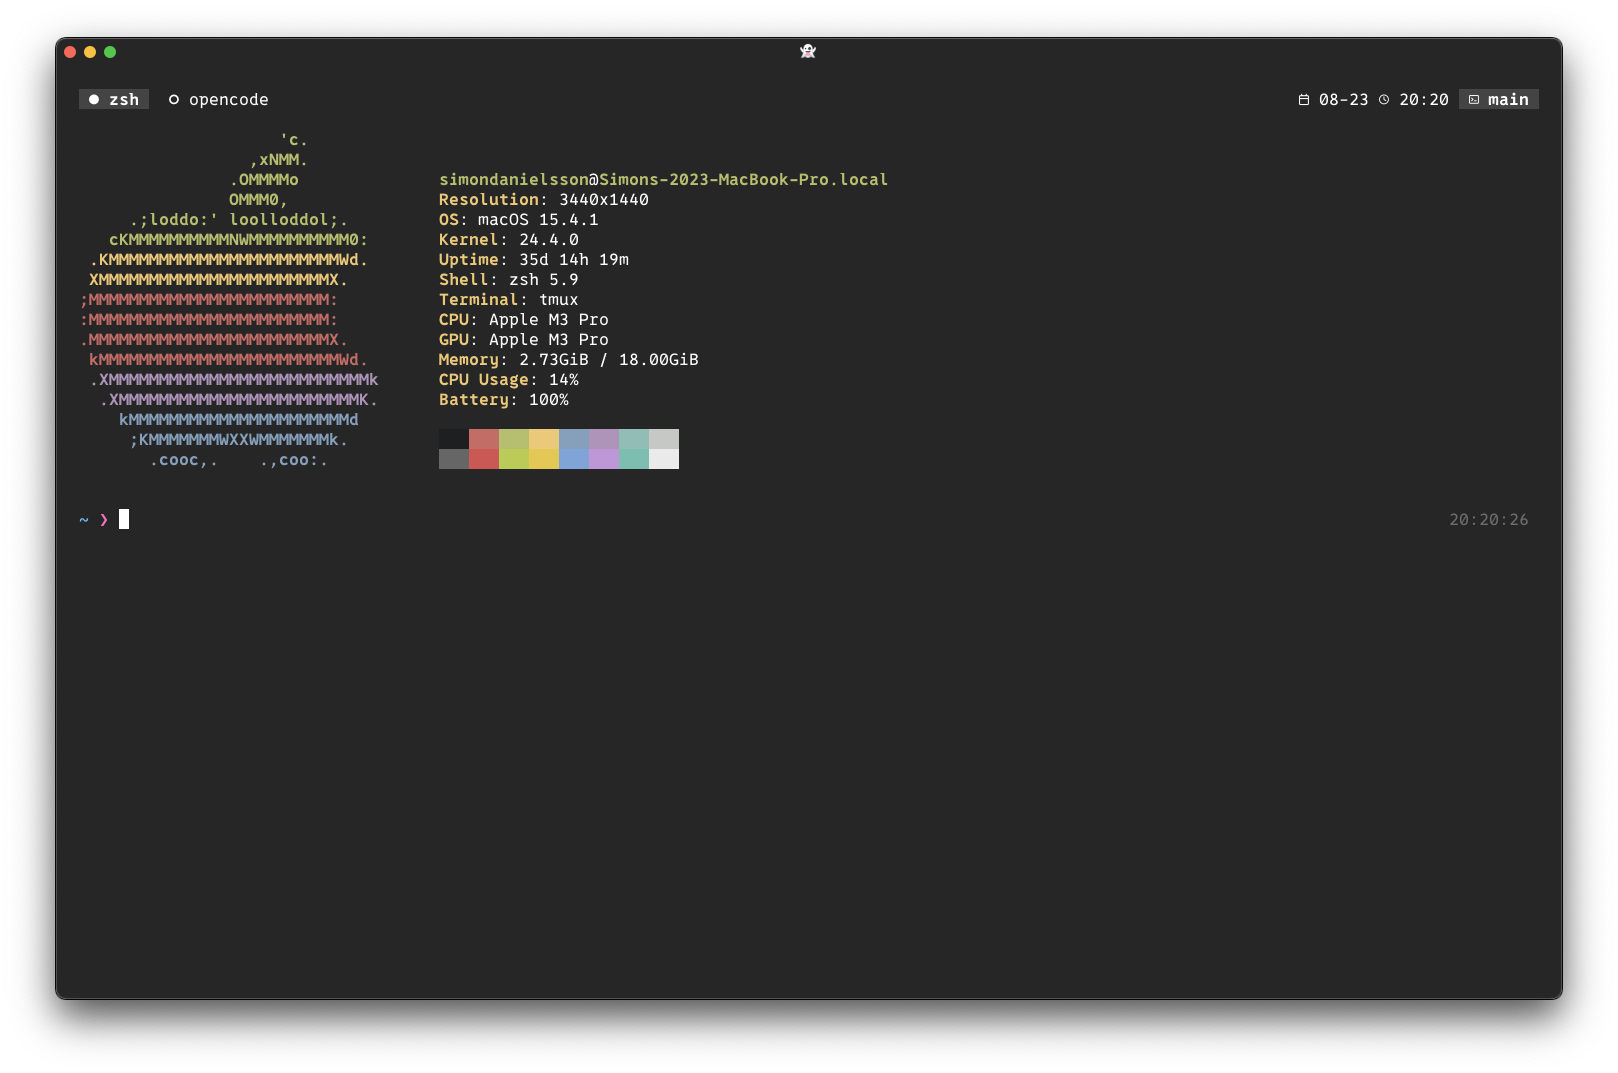 ● zsh  ○ opencode  08-23  20:20  main
                    'c.
                 ,xNMM.
               .OMMMMo
               OMMM0,
     .;loddo:' loolloddol;.
   cKMMMMMMMMMMNWMMMMMMMMMM0:
 .KMMMMMMMMMMMMMMMMMMMMMMMWd.
 XMMMMMMMMMMMMMMMMMMMMMMMX.
;MMMMMMMMMMMMMMMMMMMMMMMM:
:MMMMMMMMMMMMMMMMMMMMMMMM:
.MMMMMMMMMMMMMMMMMMMMMMMMX.
 kMMMMMMMMMMMMMMMMMMMMMMMMWd.
 .XMMMMMMMMMMMMMMMMMMMMMMMMMMk
  .XMMMMMMMMMMMMMMMMMMMMMMMMK.
    kMMMMMMMMMMMMMMMMMMMMMMd
     ;KMMMMMMMWXXWMMMMMMMk.
       .cooc,.    .,coo:.
simondanielsson@Simons-2023-MacBook-Pro.local
Resolution: 3440x1440
OS: macOS 15.4.1
Kernel: 24.4.0
Uptime: 35d 14h 19m
Shell: zsh 5.9
Terminal: tmux
CPU: Apple M3 Pro
GPU: Apple M3 Pro
Memory: 2.73GiB / 18.00GiB
CPU Usage: 14%
Battery: 100%
~ ❯  20:20:26